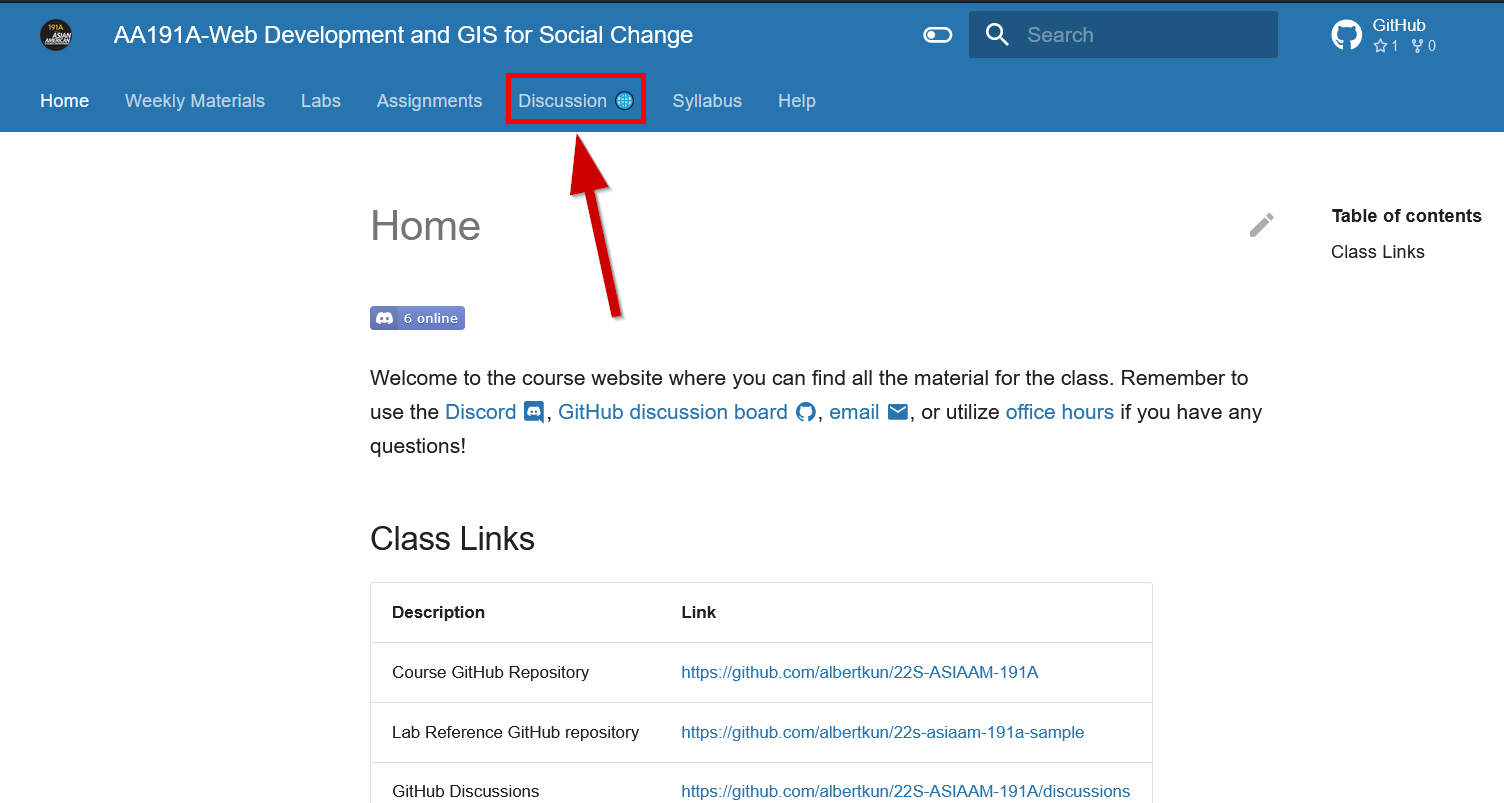 191A
ASIAN
AMERICAN
AA191A-Web Development and GIS for Social Change
Search
GitHub
1 0
Home Weekly Materials Labs Assignments Discussion 🌐 Syllabus Help
Home
Table of contents
Class Links
6 online
Welcome to the course website where you can find all the material for the class. Remember to
use the Discord, GitHub discussion board, email, or utilize office hours if you have any
questions!
Class Links
Description Link
Course GitHub Repository https://github.com/albertkun/22S-ASIAAM-191A
Lab Reference GitHub repository https://github.com/albertkun/22s-asiaam-191a-sample
GitHub Discussions https://github.com/albertkun/22S-ASIAAM-191A/discussions